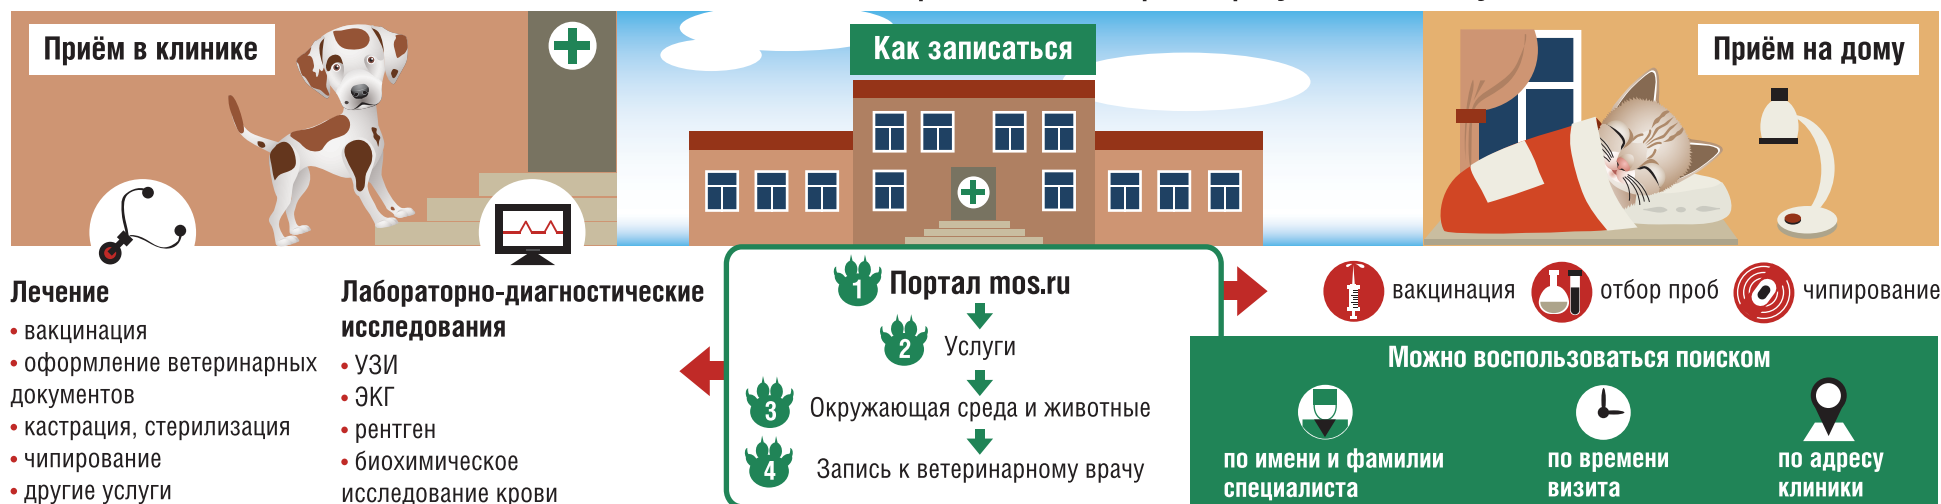 Приём в клинике
Как записаться
Приём на дому
Лечение
• вакцинация
• оформление ветеринарных
документов
• кастрация, стерилизация
• чипирование
• другие услуги
Лабораторно-диагностические
исследования
• УЗИ
• ЭКГ
• рентген
• биохимическое
исследование крови
1 Портал mos.ru
2 Услуги
3 Окружающая среда и животные
4 Запись к ветеринарному врачу
вакцинация
отбор проб
чипирование
Можно воспользоваться поиском
по имени и фамилии
специалиста
по времени
визита
по адресу
клиники